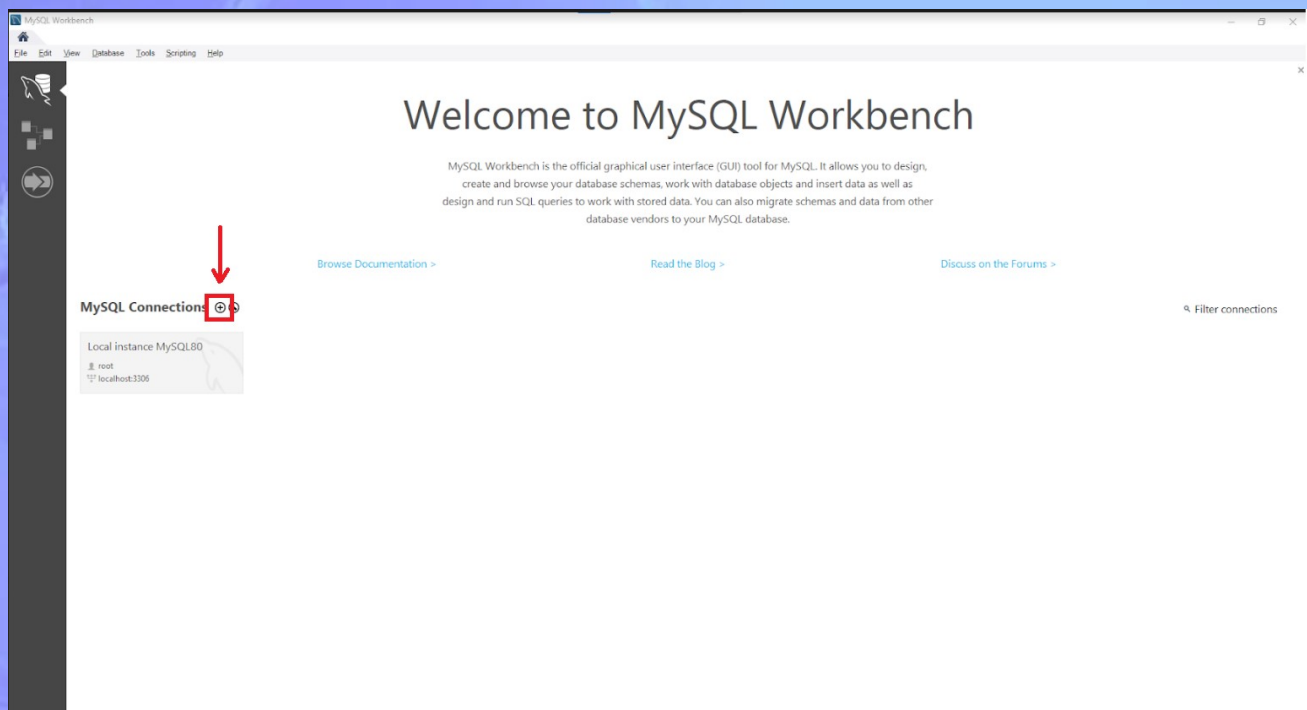 MySQL Workbench
File Edit View Database Tools Scripting Help
Welcome to MySQL Workbench
MySQL Workbench is the official graphical user interface (GUI) tool for MySQL. It allows you to design,
create and browse your database schemas, work with database objects and insert data as well as
design and run SQL queries to work with stored data. You can also migrate schemas and data from other
database vendors to your MySQL database.
Browse Documentation >
Read the Blog >
Discuss on the Forums >
MySQL Connections
Filter connections
Local instance MySQL80
root
localhost:3306